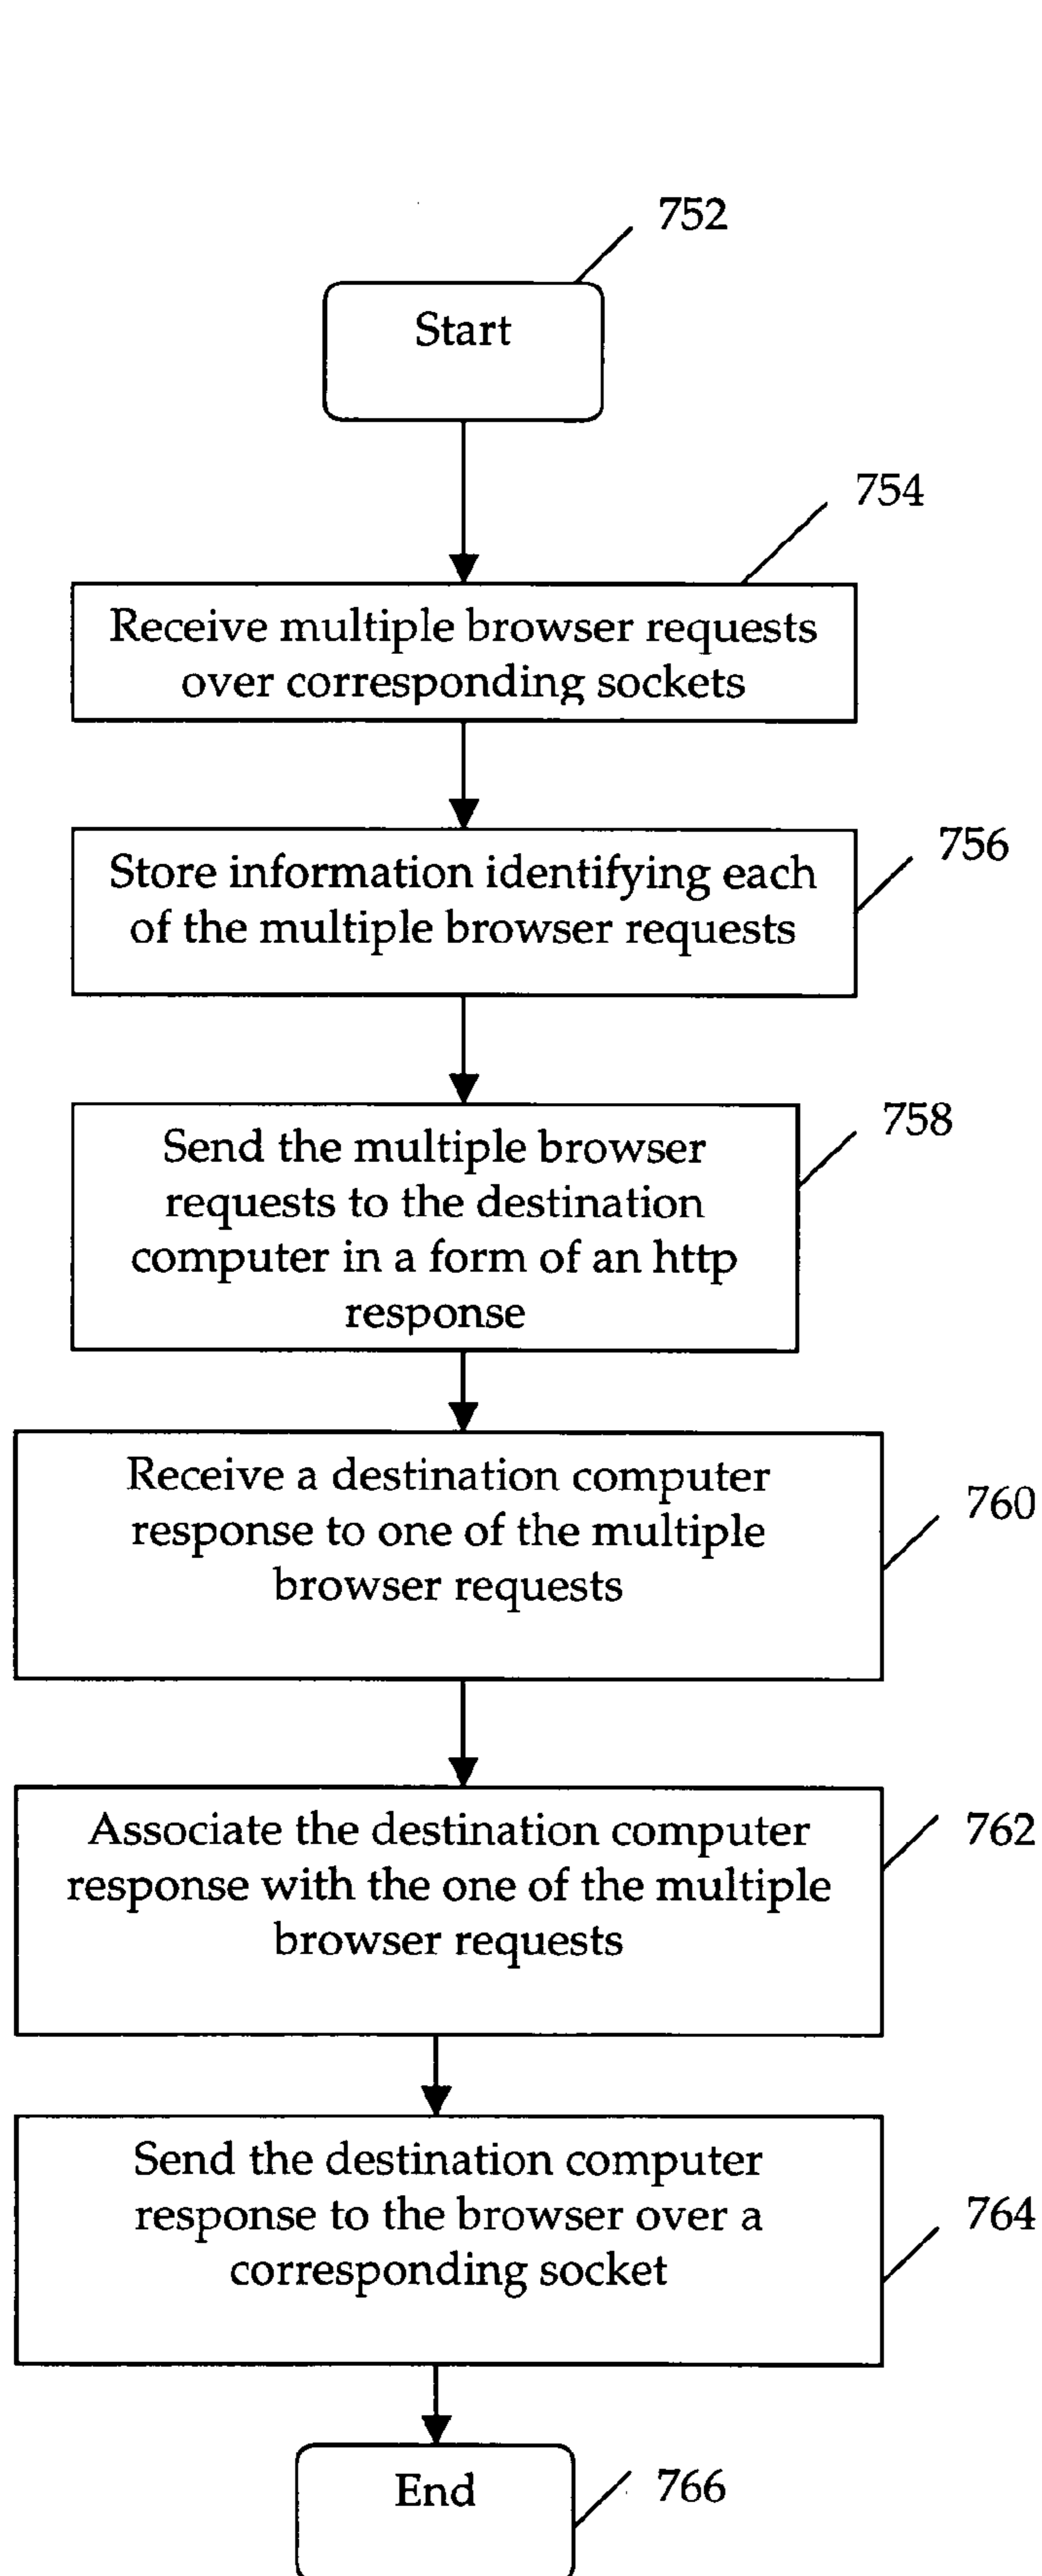 752
Start
754
Receive multiple browser requests
over corresponding sockets
756
Store information identifying each
of the multiple browser requests
758
Send the multiple browser
requests to the destination
computer in a form of an http
response
760
Receive a destination computer
response to one of the multiple
browser requests
762
Associate the destination computer
response with the one of the multiple
browser requests
764
Send the destination computer
response to the browser over a
corresponding socket
End
766